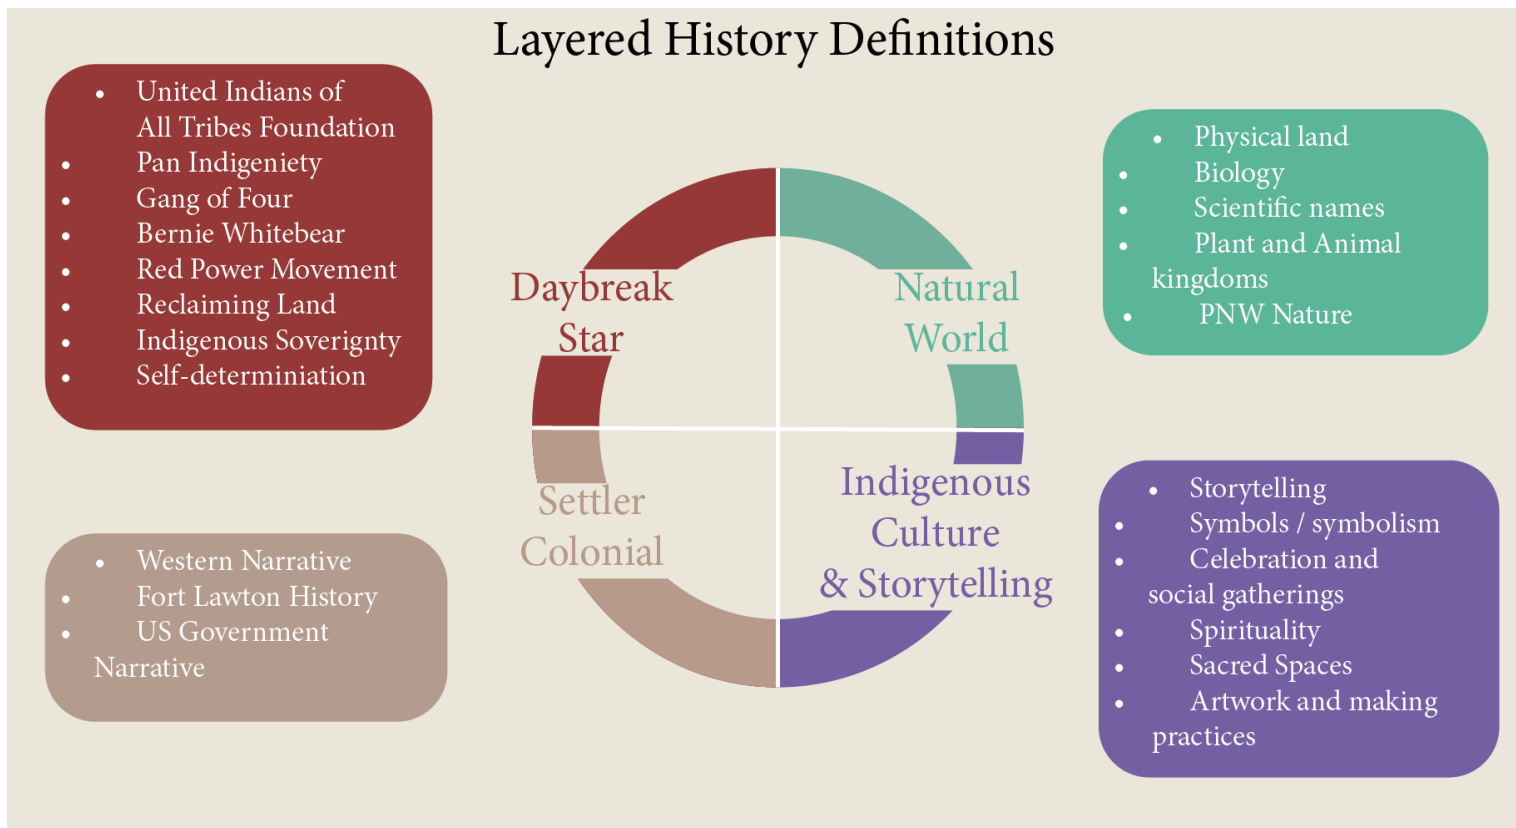 Layered History Definitions
• United Indians of
All Tribes Foundation
• Pan Indigeniety
• Gang of Four
• Bernie Whitebear
• Red Power Movement
• Reclaiming Land
• Indigenous Soverignty
• Self-determiniation
• Physical land
• Biology
• Scientific names
• Plant and Animal
kingdoms
• PNW Nature
Daybreak
Star
Natural
World
Settler
Colonial
Indigenous
Culture
& Storytelling
• Western Narrative
• Fort Lawton History
• US Government
Narrative
• Storytelling
• Symbols / symbolism
• Celebration and
social gatherings
• Spirituality
• Sacred Spaces
• Artwork and making
practices